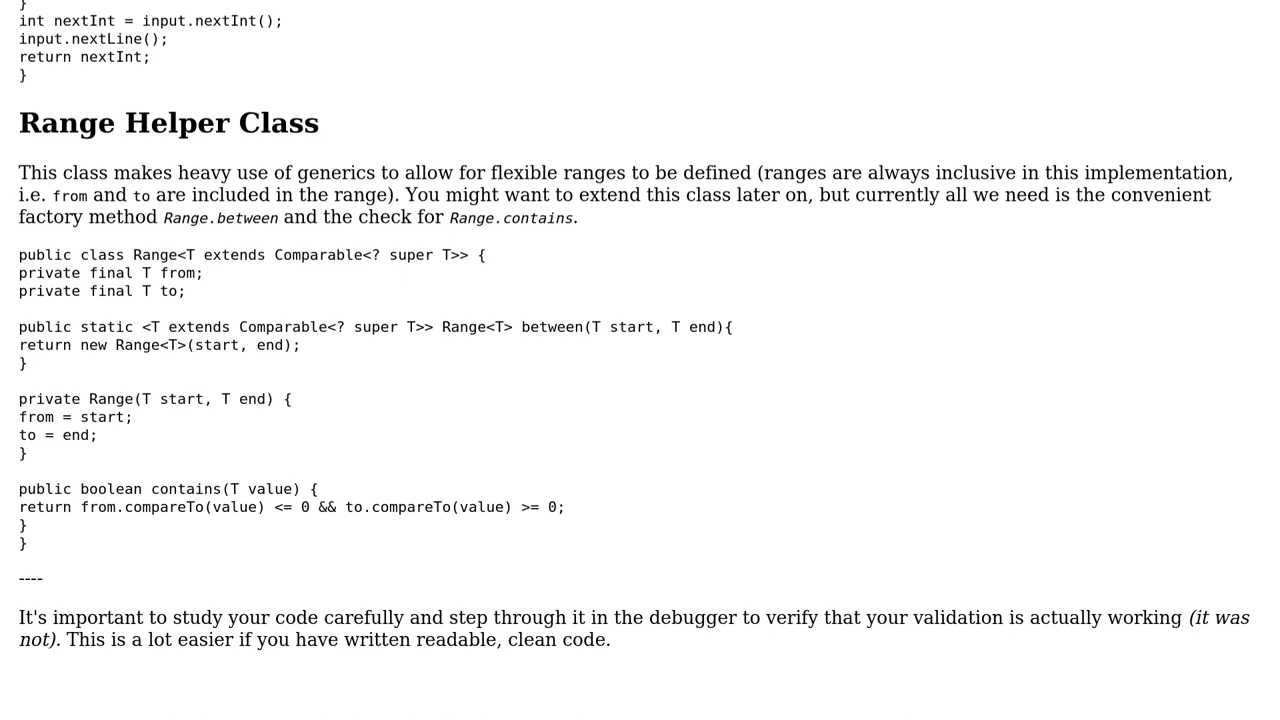 }
int nextInt = input.nextInt();
input.nextLine();
return nextInt;
}
Range Helper Class
This class makes heavy use of generics to allow for flexible ranges to be defined (ranges are always inclusive in this implementation,
i.e. from and to are included in the range). You might want to extend this class later on, but currently all we need is the convenient
factory method Range.between and the check for Range.contains.
public class Range<T extends Comparable<? super T>> {
private final T from;
private final T to;
public static <T extends Comparable<? super T>> Range<T> between(T start, T end){
return new Range<T>(start, end);
}
private Range(T start, T end) {
from = start;
to = end;
}
public boolean contains(T value) {
return from.compareTo(value) <= 0 && to.compareTo(value) >= 0;
}
}
----
It's important to study your code carefully and step through it in the debugger to verify that your validation is actually working (it was
not). This is a lot easier if you have written readable, clean code.